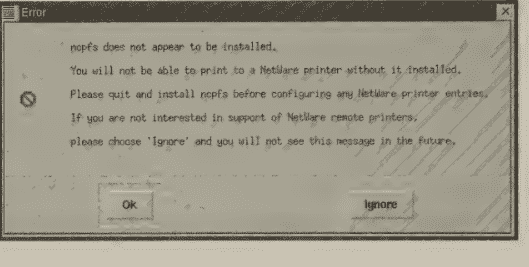 Error
ncpfs does not appear to be installed.
You will not be able to print to a NetWare printer without it installed.
Please quit and install ncpfs before configuring any NetWare printer entries.
If you are not interested in support of NetWare remote printers,
please choose 'Ignore' and you will not see this message in the future.
Ok
Ignore